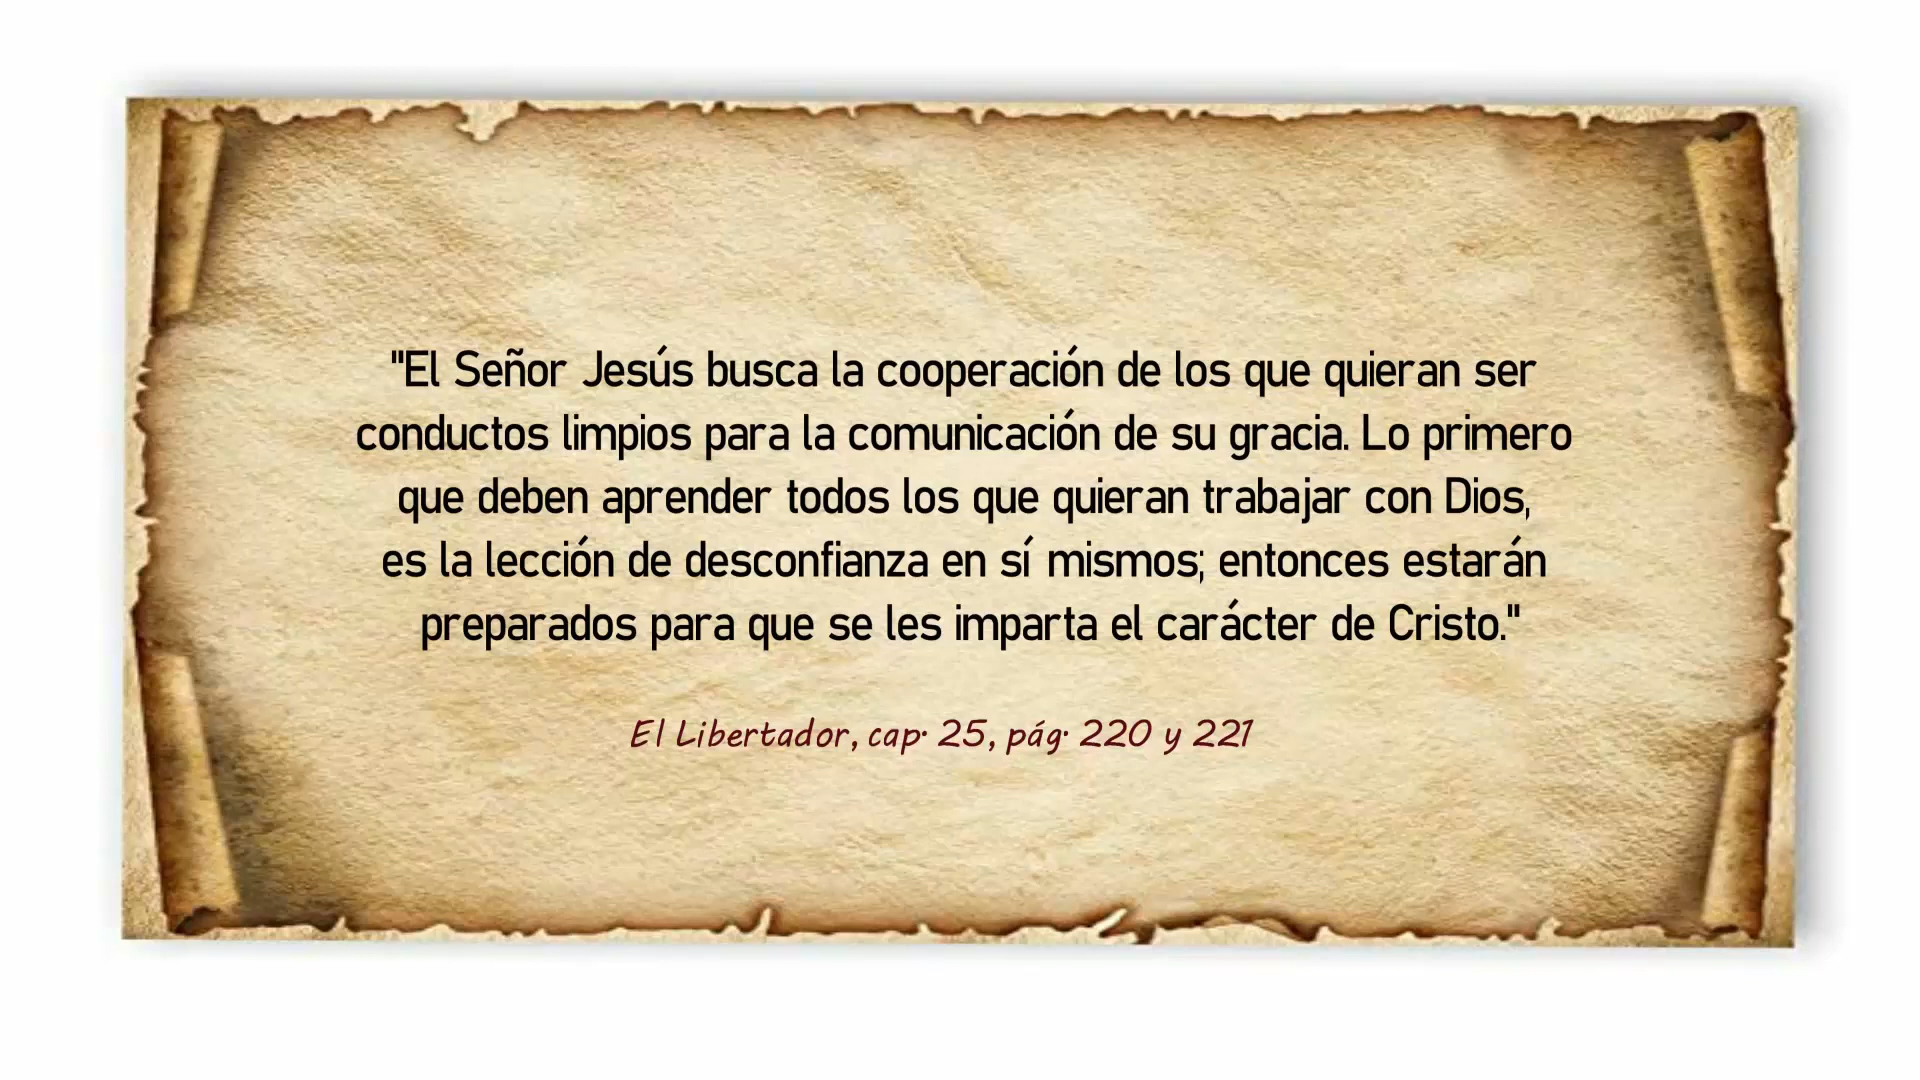 "El Señor Jesús busca la cooperación de los que quieran ser
conductos limpios para la comunicación de su gracia. Lo primero
que deben aprender todos los que quieran trabajar con Dios,
es la lección de desconfianza en sí mismos; entonces estarán
preparados para que se les imparta el carácter de Cristo."
El Libertador, cap. 25, pág. 220 y 221